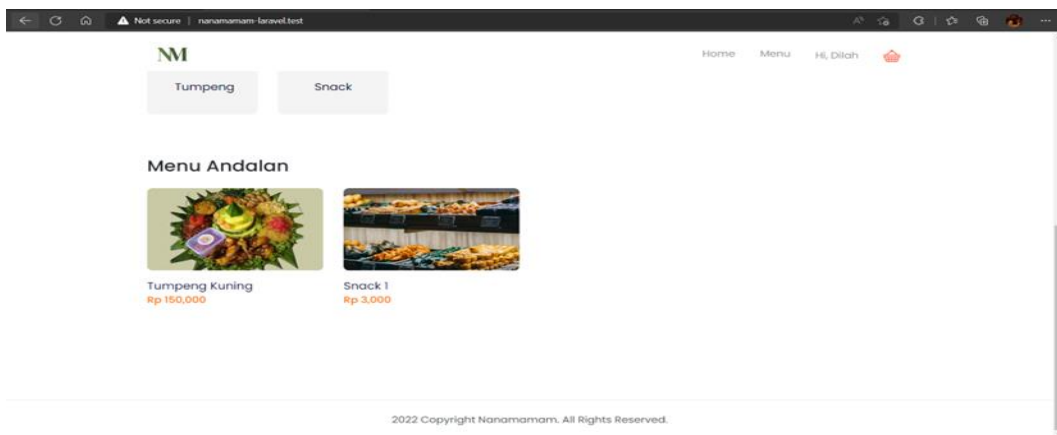 Not secure | nanamamam-laravel.test
NM
Home Menu Hi, Dilah
Tumpeng Snack
Menu Andalan
Tumpeng Kuning Snack 1
Rp 150,000 Rp 3,000
2022 Copyright Nanamamam. All Rights Reserved.